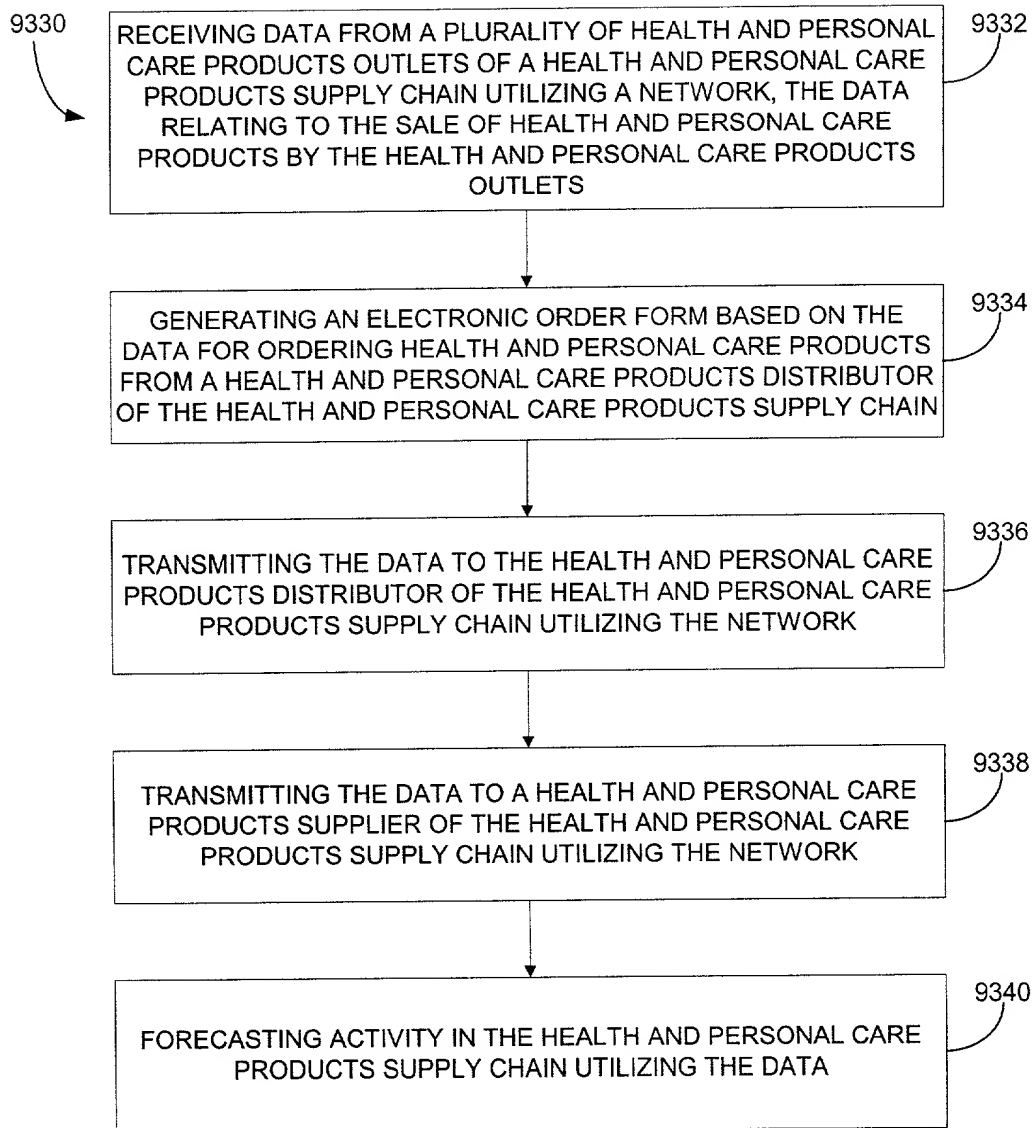 9330
RECEIVING DATA FROM A PLURALITY OF HEALTH AND PERSONAL
CARE PRODUCTS OUTLETS OF A HEALTH AND PERSONAL CARE
PRODUCTS SUPPLY CHAIN UTILIZING A NETWORK, THE DATA
RELATING TO THE SALE OF HEALTH AND PERSONAL CARE
PRODUCTS BY THE HEALTH AND PERSONAL CARE PRODUCTS
OUTLETS
9332
GENERATING AN ELECTRONIC ORDER FORM BASED ON THE
DATA FOR ORDERING HEALTH AND PERSONAL CARE PRODUCTS
FROM A HEALTH AND PERSONAL CARE PRODUCTS DISTRIBUTOR
OF THE HEALTH AND PERSONAL CARE PRODUCTS SUPPLY CHAIN
9334
TRANSMITTING THE DATA TO THE HEALTH AND PERSONAL CARE
PRODUCTS DISTRIBUTOR OF THE HEALTH AND PERSONAL CARE
PRODUCTS SUPPLY CHAIN UTILIZING THE NETWORK
9336
TRANSMITTING THE DATA TO A HEALTH AND PERSONAL CARE
PRODUCTS SUPPLIER OF THE HEALTH AND PERSONAL CARE
PRODUCTS SUPPLY CHAIN UTILIZING THE NETWORK
9338
FORECASTING ACTIVITY IN THE HEALTH AND PERSONAL CARE
PRODUCTS SUPPLY CHAIN UTILIZING THE DATA
9340